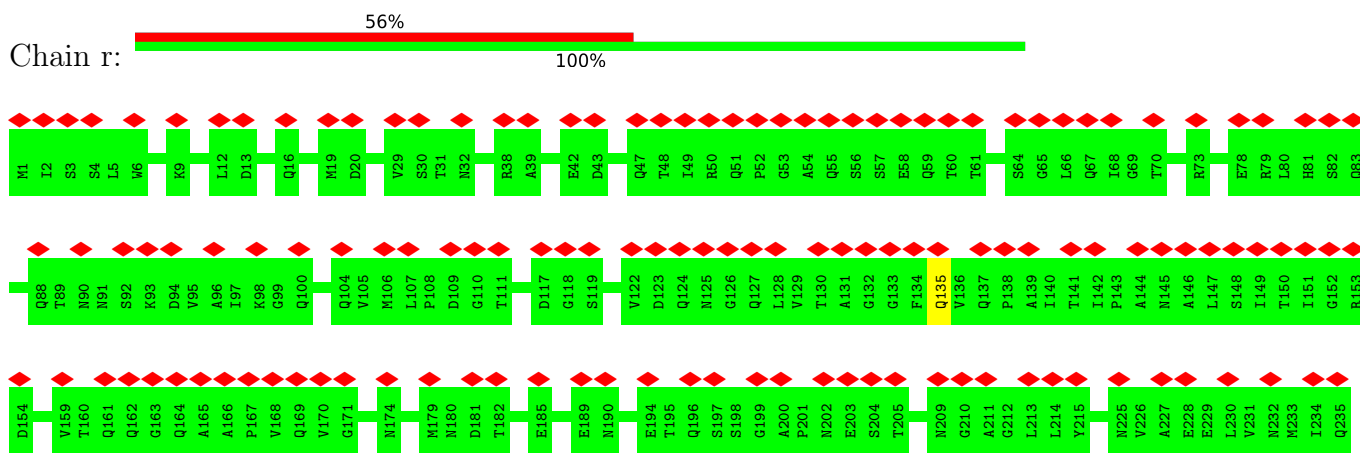 56%
Chain r:
100%
M1 I2 S3 S4 L5 W6 K9 L12 D13 Q16 M19 D20 V29 S30 T31 N32 R38 A39 E42 D43 Q47 T48 I49 R50 Q51 P52 G53 A54 Q55 S56 S57 E58 Q59 T60 T61 S64 G65 L66 Q67 I68 G69 T70 R73 E78 R79 L80 H81 S82 Q83
Q88 T89 N90 N91 S92 K93 D94 V95 A96 I97 K98 G99 Q100 Q104 V105 M106 L107 P108 D109 G110 T111 D117 G118 S119 V122 D123 Q124 N125 G126 Q127 L128 V129 T130 A131 G132 G133 F134 Q135 V136 Q137 P138 A139 I140 T141 I142 P143 A144 N145 A146 L147 S148 I149 T150 I151 G152 R153
D154 V159 T160 Q161 Q162 G163 Q164 A165 A166 P167 V168 Q169 V170 G171 N174 M179 N180 D181 T182 E185 E189 N190 E194 T195 Q196 S197 S198 G199 A200 P201 N202 E203 S204 T205 N209 G210 A211 G212 L213 L214 Y215 N225 V226 A227 E228 E229 L230 V231 N232 M233 I234 Q235